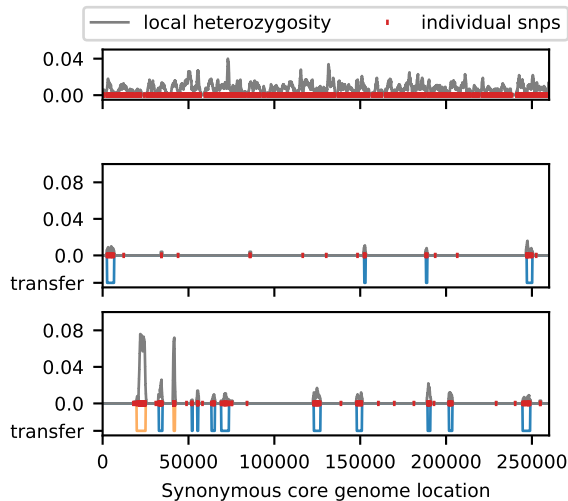 local heterozygosity individual snps
0.04
0.00
0.08
0.04
0.0
transfer
0.08
0.04
0.0
transfer
0 50000 100000 150000 200000 250000
Synonymous core genome location